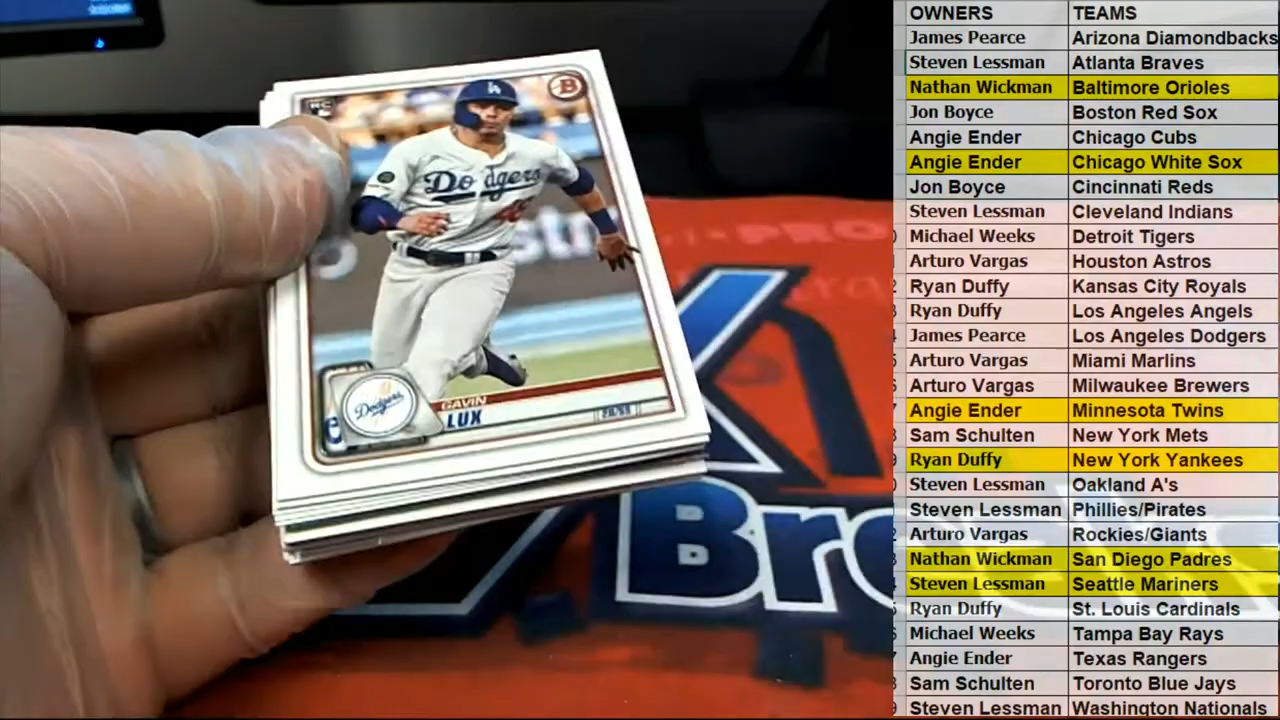 RC
B
LA
Dodgers
48
Dodgers
GAVIN
LUX
PRO
Bre
OWNERS TEAMS
James Pearce Arizona Diamondbacks
Steven Lessman Atlanta Braves
Nathan Wickman Baltimore Orioles
Jon Boyce Boston Red Sox
Angie Ender Chicago Cubs
Angie Ender Chicago White Sox
Jon Boyce Cincinnati Reds
Steven Lessman Cleveland Indians
Michael Weeks Detroit Tigers
Arturo Vargas Houston Astros
Ryan Duffy Kansas City Royals
Ryan Duffy Los Angeles Angels
James Pearce Los Angeles Dodgers
Arturo Vargas Miami Marlins
Arturo Vargas Milwaukee Brewers
Angie Ender Minnesota Twins
Sam Schulten New York Mets
Ryan Duffy New York Yankees
Steven Lessman Oakland A's
Steven Lessman Phillies/Pirates
Arturo Vargas Rockies/Giants
Nathan Wickman San Diego Padres
Steven Lessman Seattle Mariners
Ryan Duffy St. Louis Cardinals
Michael Weeks Tampa Bay Rays
Angie Ender Texas Rangers
Sam Schulten Toronto Blue Jays
Steven Lessman Washington Nationals